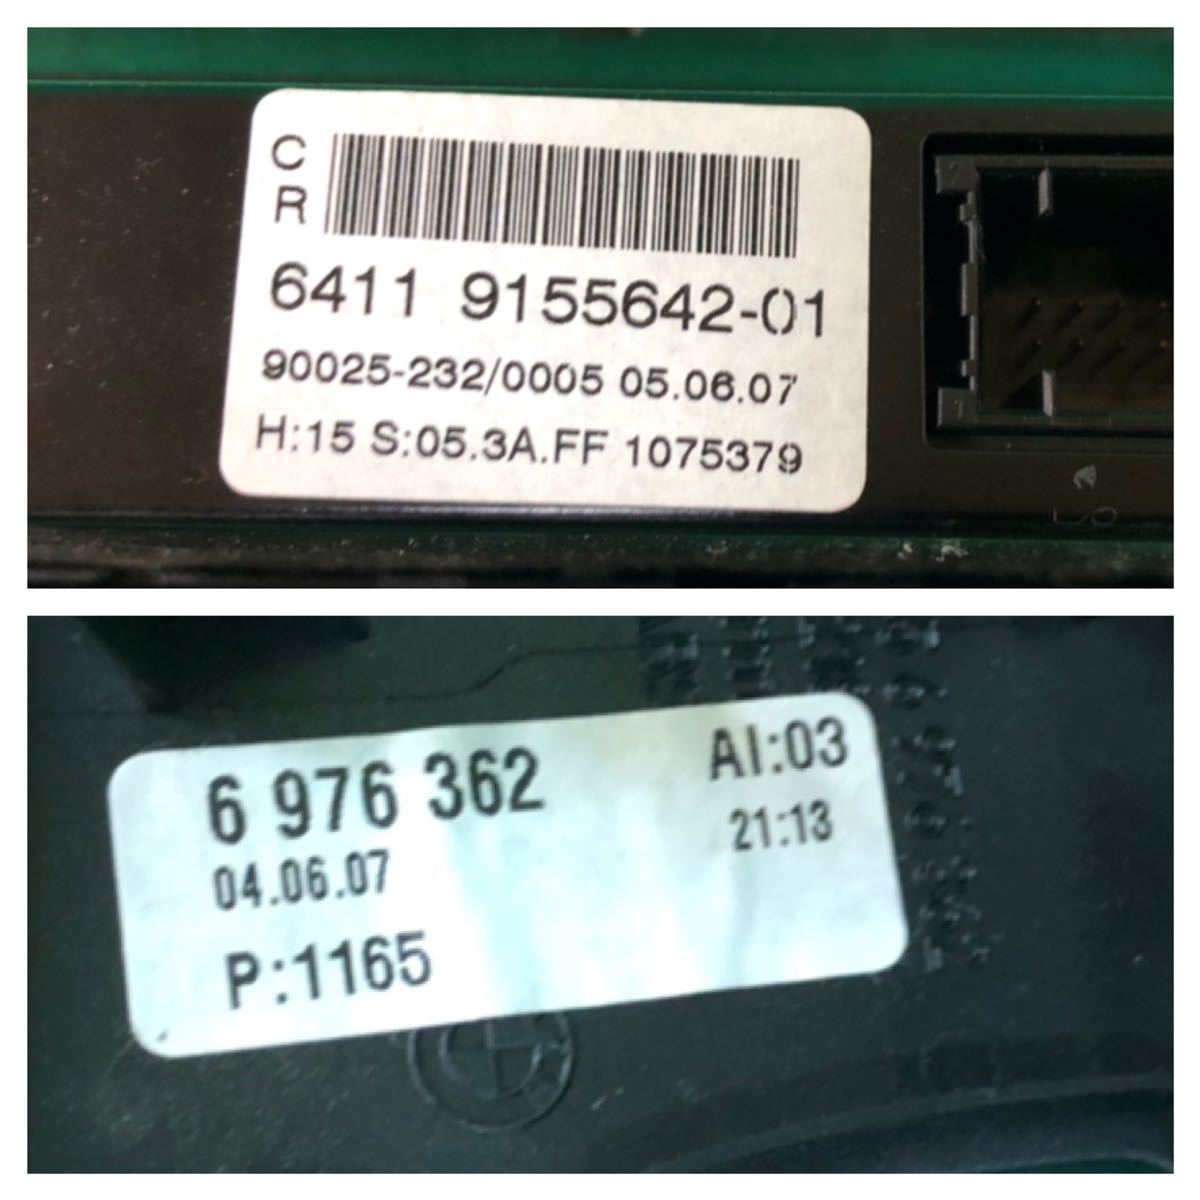 C
R
6411 9155642-01
90025-232/0005 05.06.07
H:15 S:05.3A.FF 1075379
6 976 362
AI:03
04.06.07
21:13
P:1165